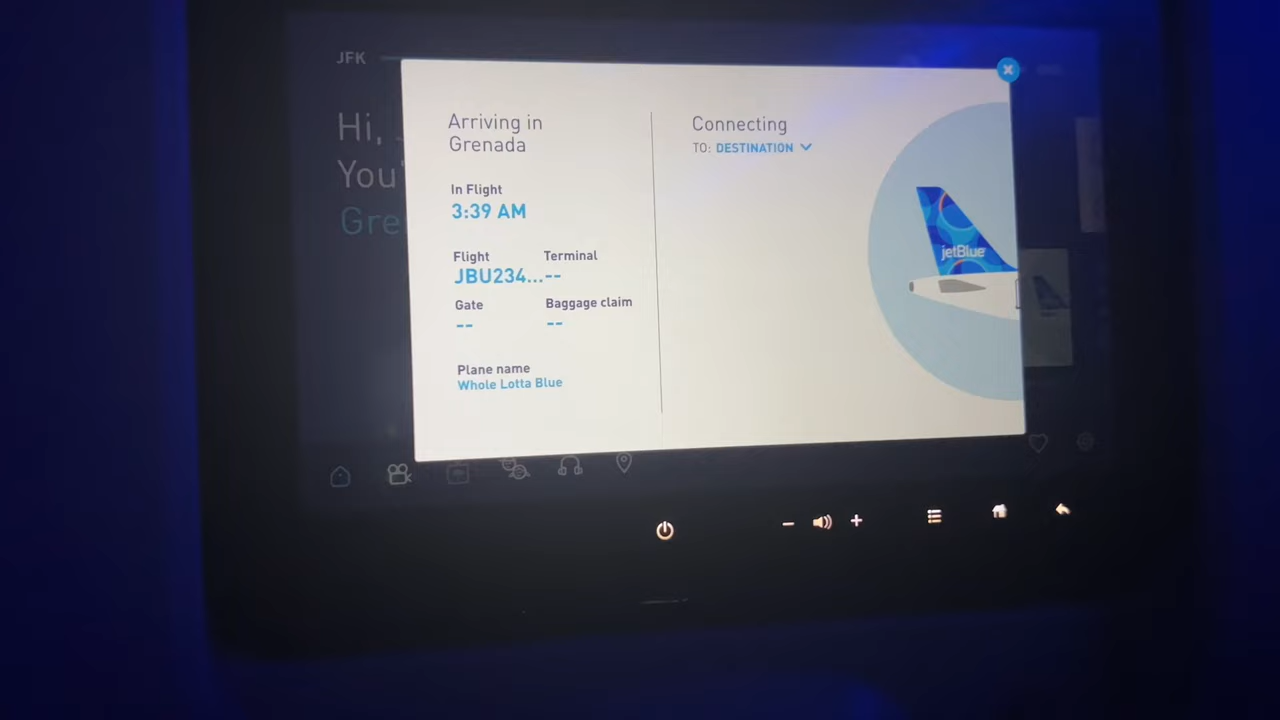 JFK
Hi,
You'
Gre
Arriving in
Grenada
In Flight
3:39 AM
Flight
Terminal
JBU234...
--
Gate
Baggage claim
--
--
Plane name
Whole Lotta Blue
Connecting
TO: DESTINATION
jetBlue